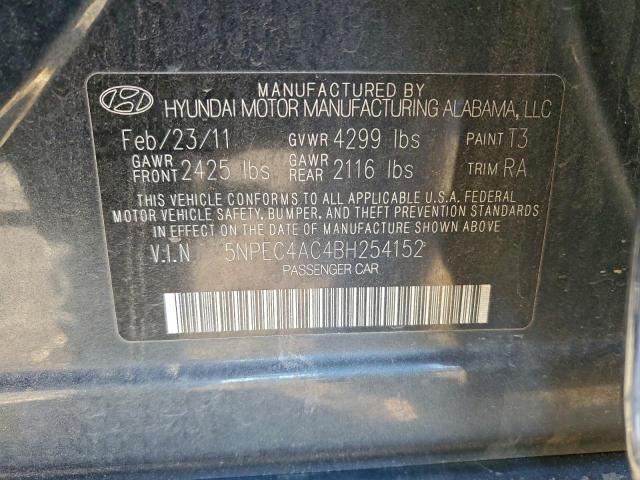 MANUFACTURED BY
HYUNDAI MOTOR MANUFACTURING ALABAMA, LLC
Feb/23/11 GVWR 4299 lbs PAINT T3
GAWR FRONT 2425 lbs GAWR REAR 2116 lbs TRIM RA
THIS VEHICLE CONFORMS TO ALL APPLICABLE U.S.A. FEDERAL
MOTOR VEHICLE SAFETY, BUMPER, AND THEFT PREVENTION STANDARDS
IN EFFECT ON THE DATE OF MANUFACTURE SHOWN ABOVE
V.I.N 5NPEC4AC4BH254152
PASSENGER CAR